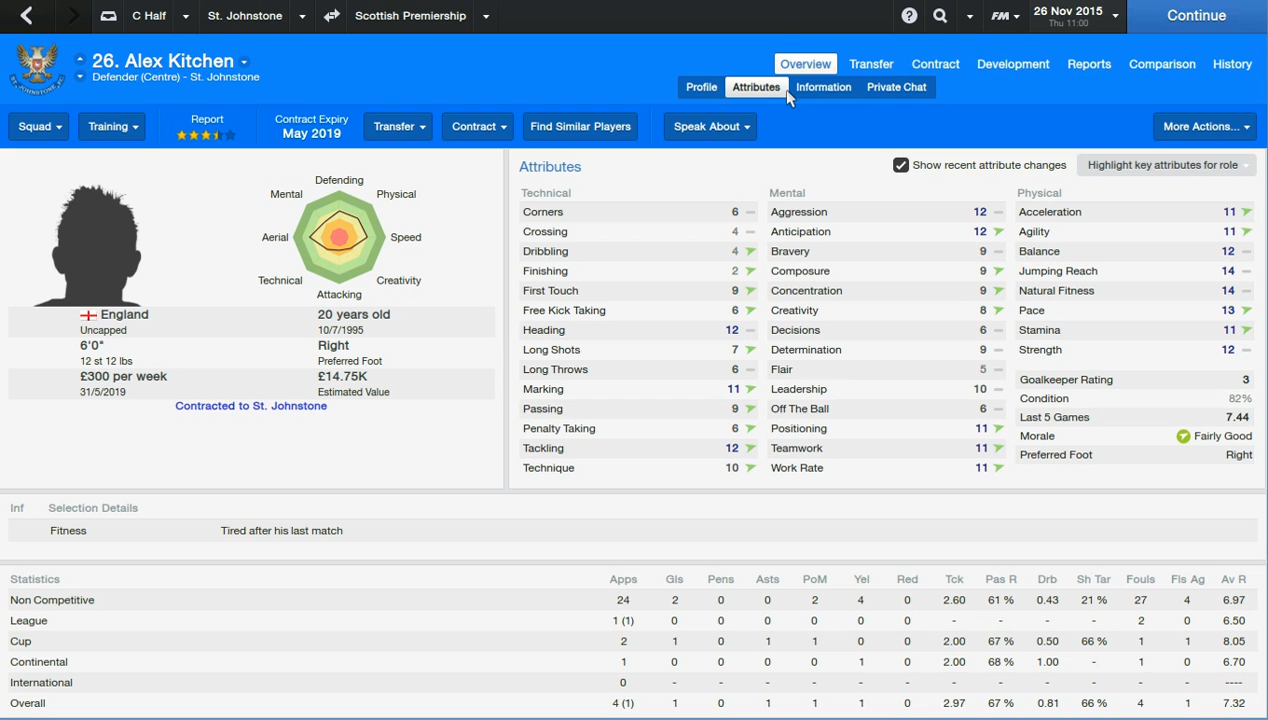 C Half St. Johnstone Scottish Premiership FM 26 Nov 2015 Continue
Thu 11:00
26. Alex Kitchen
Defender (Centre) - St. Johnstone
Overview Transfer Contract Development Reports Comparison History
Profile Attributes Information Private Chat
Squad Training Report Contract Expiry May 2019 Transfer Contract Find Similar Players Speak About More Actions...
Attributes Show recent attribute changes Highlight key attributes for role
Defending
Mental Physical
Aerial Speed
Technical Creativity
Attacking
England 20 years old
Uncapped 10/7/1995
6'0" Right
12 st 12 lbs Preferred Foot
£300 per week £14.75K
31/5/2019 Estimated Value
Contracted to St. Johnstone
Technical Mental Physical
Corners 6 Aggression 12 Acceleration 11
Crossing 4 Anticipation 12 Agility 11
Dribbling 4 Bravery 9 Balance 12
Finishing 2 Composure 9 Jumping Reach 14
First Touch 9 Concentration 9 Natural Fitness 14
Free Kick Taking 6 Creativity 8 Pace 13
Heading 12 Decisions 6 Stamina 11
Long Shots 7 Determination 9 Strength 12
Long Throws 6 Flair 5
Marking 11 Leadership 10
Passing 9 Off The Ball 6
Penalty Taking 6 Positioning 11
Tackling 12 Teamwork 11
Technique 10 Work Rate 11
Goalkeeper Rating 3
Condition 82%
Last 5 Games 7.44
Morale Fairly Good
Preferred Foot Right
Inf Selection Details
Fitness Tired after his last match
Statistics Apps Gls Pens Asts PoM Yel Red Tck Pas R Drb Sh Tar Fouls Fls Ag Av R
Non Competitive 24 2 0 0 2 4 0 2.60 61 % 0.43 21 % 27 4 6.97
League 1 (1) 0 0 0 0 0 0 - - - - 2 0 6.50
Cup 2 1 0 1 1 0 0 2.00 67 % 0.50 66 % 1 1 8.05
Continental 1 0 0 0 0 1 0 2.00 68 % 1.00 - 1 0 6.70
International 0 - - - - - - - - - - - - ----
Overall 4 (1) 1 0 1 1 1 0 2.97 67 % 0.81 66 % 4 1 7.32